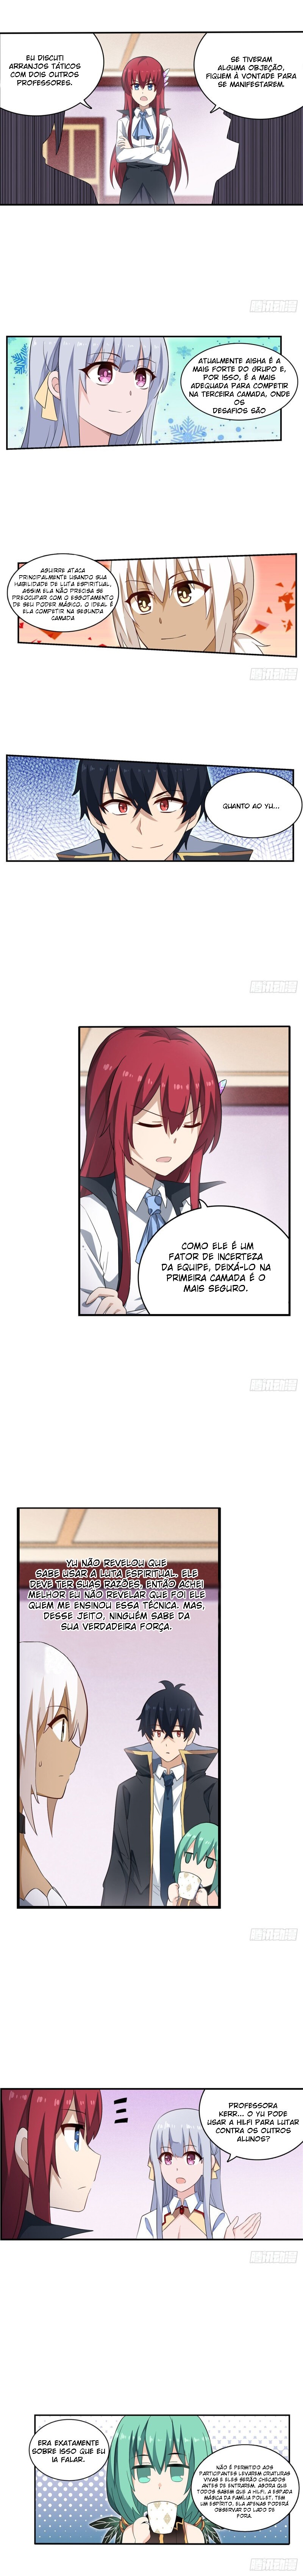 EU DISCUTI
ARRANJOS TÁTICOS
COM DOIS OUTROS
PROFESSORES.
SE TIVERAM
ALGUMA OBJEÇÃO,
FIQUEM À VONTADE PARA
SE MANIFESTAREM.
ATUALMENTE AISHA É A
MAIS FORTE DO GRUPO E,
POR ISSO, É A MAIS
ADEQUADA PARA COMPETIR
NA TERCEIRA CAMADA, ONDE
OS
DESAFIOS SÃO
AGUIRRE ATACA
PRINCIPALMENTE USANDO SUA
HABILIDADE DE LUTA ESPIRITUAL,
ASSIM ELA NÃO PRECISA SE
PREOCUPAR COM O ESGOTAMENTO
DE SEU PODER MÁGICO. O IDEAL É
ELA COMPETIR NA SEGUNDA
CAMADA
QUANTO AO YU...
COMO ELE É UM
FATOR DE INCERTEZA
DA EQUIPE, DEIXÁ-LO NA
PRIMEIRA CAMADA É O
MAIS SEGURO.
YU NÃO REVELOU QUE
SABE USAR A LUTA ESPIRITUAL. ELE
DEVE TER SUAS RAZÕES, ENTÃO ACHEI
MELHOR EU NÃO REVELAR QUE FOI ELE
QUEM ME ENSINOU ESSA TÉCNICA. MAS,
DESSE JEITO, NINGUÉM SABE DA
SUA VERDADEIRA FORÇA.
PROFESSORA
KERR... O YU PODE
USAR A HILFI PARA LUTAR
CONTRA OS OUTROS
ALUNOS?
ERA EXATAMENTE
SOBRE ISSO QUE EU
IA FALAR.
NÃO É PERMITIDO AOS
PARTICIPANTES LEVAREM CRIATURAS
VIVAS E ELES SERÃO CHECADOS
ANTES DE ENTRAREM. AGORA QUE
TODOS SABEM QUE A HILFI, A ESPADA
MÁGICA DA FAMÍLIA POLLET, TEM
UM ESPÍRITO, ELA APENAS PODERÁ
OBSERVAR DO LADO DE
FORA.